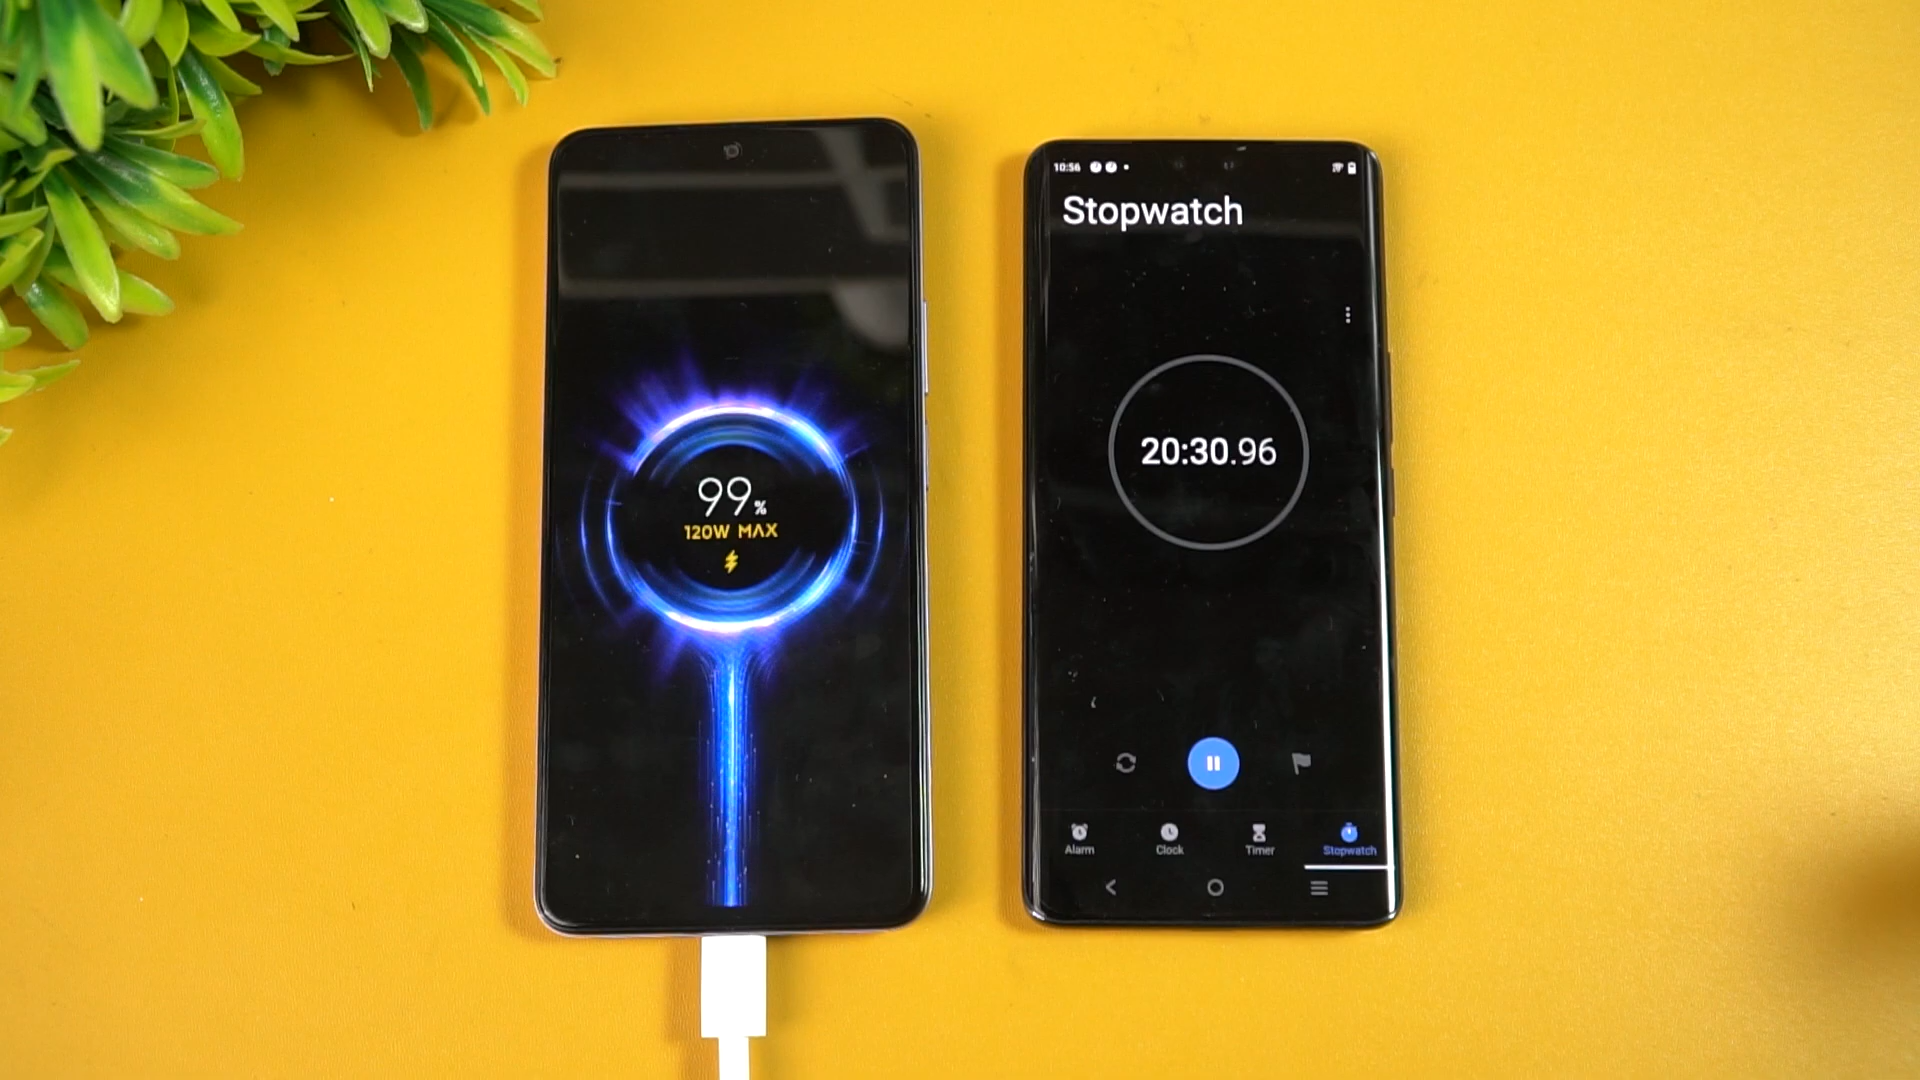 99%
120W MAX
10:56
Stopwatch
20:30.96
Alarm
Clock
Timer
Stopwatch